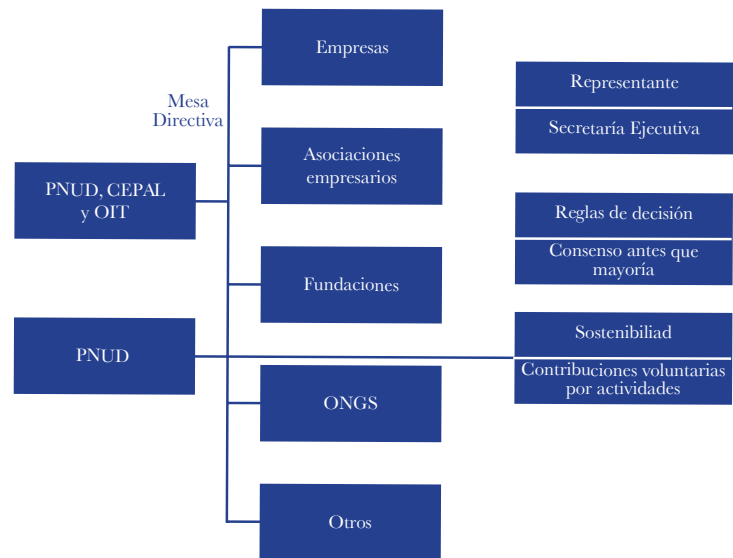 Empresas
Mesa
Directiva
Asociaciones
empresarios
PNUD, CEPAL
y OIT
Fundaciones
PNUD
ONGS
Otros
Representante
Secretaría Ejecutiva
Reglas de decisión
Consenso antes que
mayoría
Sostenibiliad
Contribuciones voluntarias
por actividades